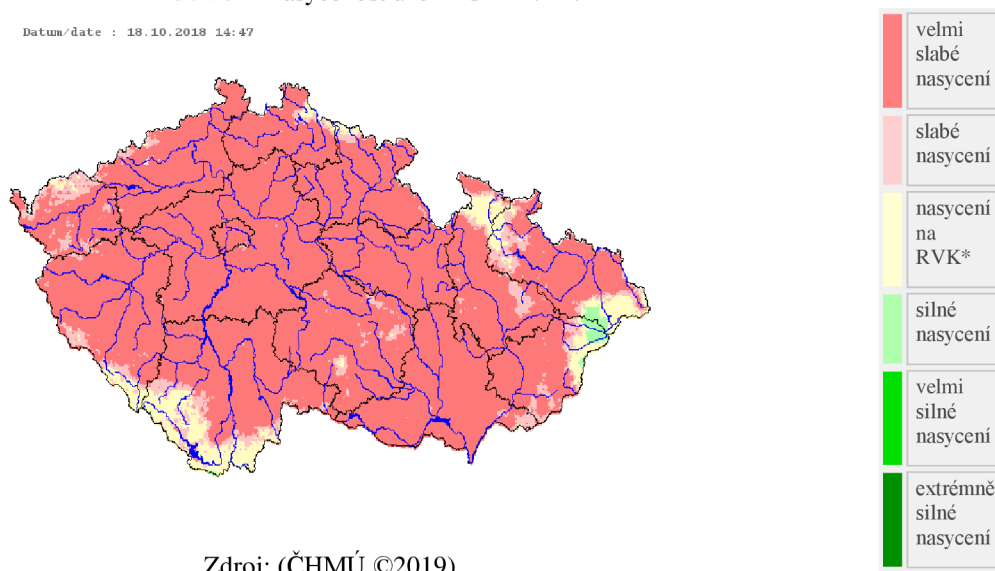 Datum/date : 18.10.2018 14:47
velmi
slabé
nasycení
slabé
nasycení
nasycení
na
RVK*
silné
nasycení
velmi
silné
nasycení
extrémně
silné
nasycení
Zdroj: (ČHMÚ ©2019)